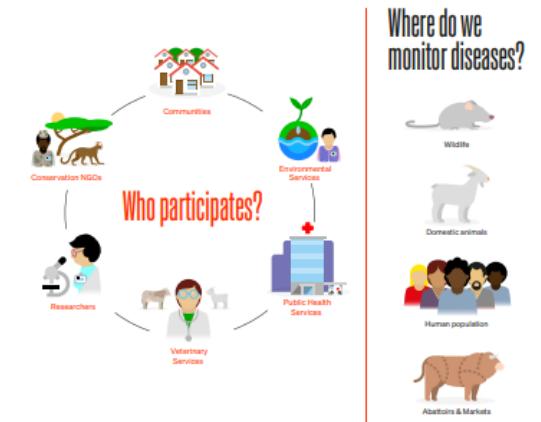 Who participates?
Communities
Environmental
Services
Public Health
Services
Veterinary
Services
Researchers
Conservation NGOs
Where do we
monitor diseases?
Wildlife
Domestic animals
Human population
Abattoirs & Markets